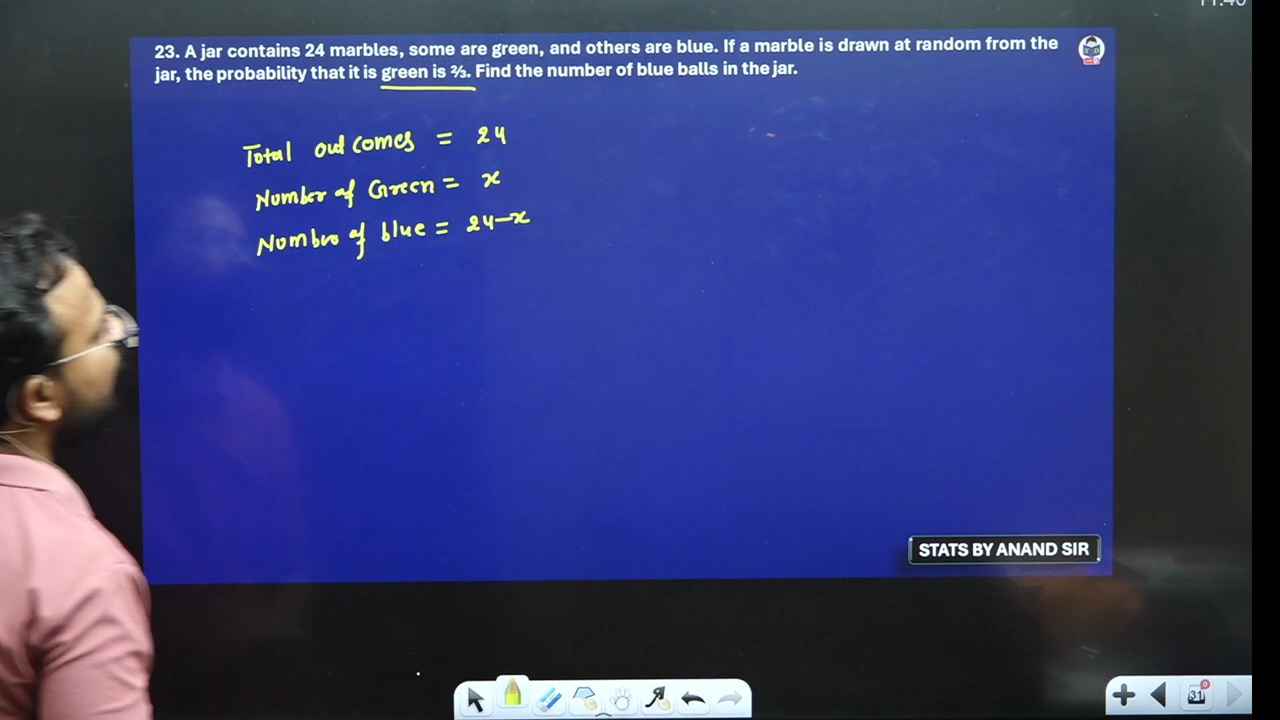 23. A jar contains 24 marbles, some are green, and others are blue. If a marble is drawn at random from the
jar, the probability that it is green is ⅔. Find the number of blue balls in the jar.
Total outcomes = 24
Number of Green = x
Number of blue = 24-x
STATS BY ANAND SIR
31